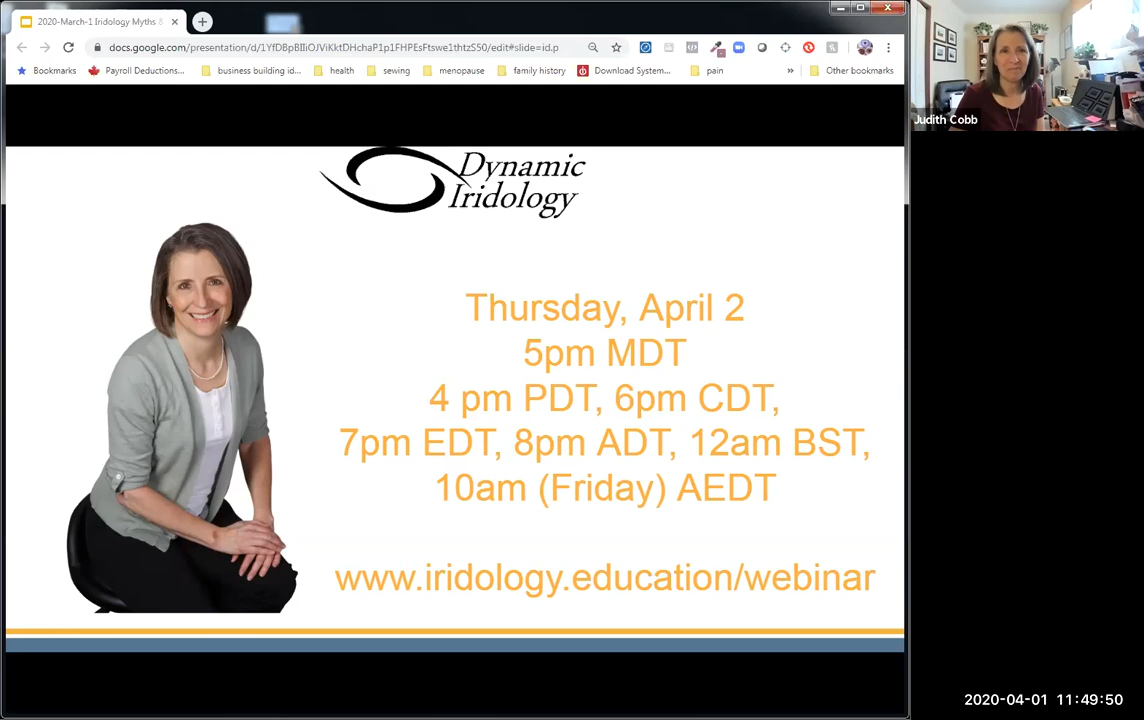 2020-March-1 Iridology Myths &
docs.google.com/presentation/d/1YfDBpBIIiOJViKktDHchaP1p1FHPEsFtswe1thtzS50/edit#slide=id.p
Bookmarks
Payroll Deductions...
business building id...
health
sewing
menopause
family history
Download System...
pain
»
Other bookmarks
Judith Cobb
Dynamic
Iridology
Thursday, April 2
5pm MDT
4 pm PDT, 6pm CDT,
7pm EDT, 8pm ADT, 12am BST,
10am (Friday) AEDT
www.iridology.education/webinar
2020-04-01 11:49:50